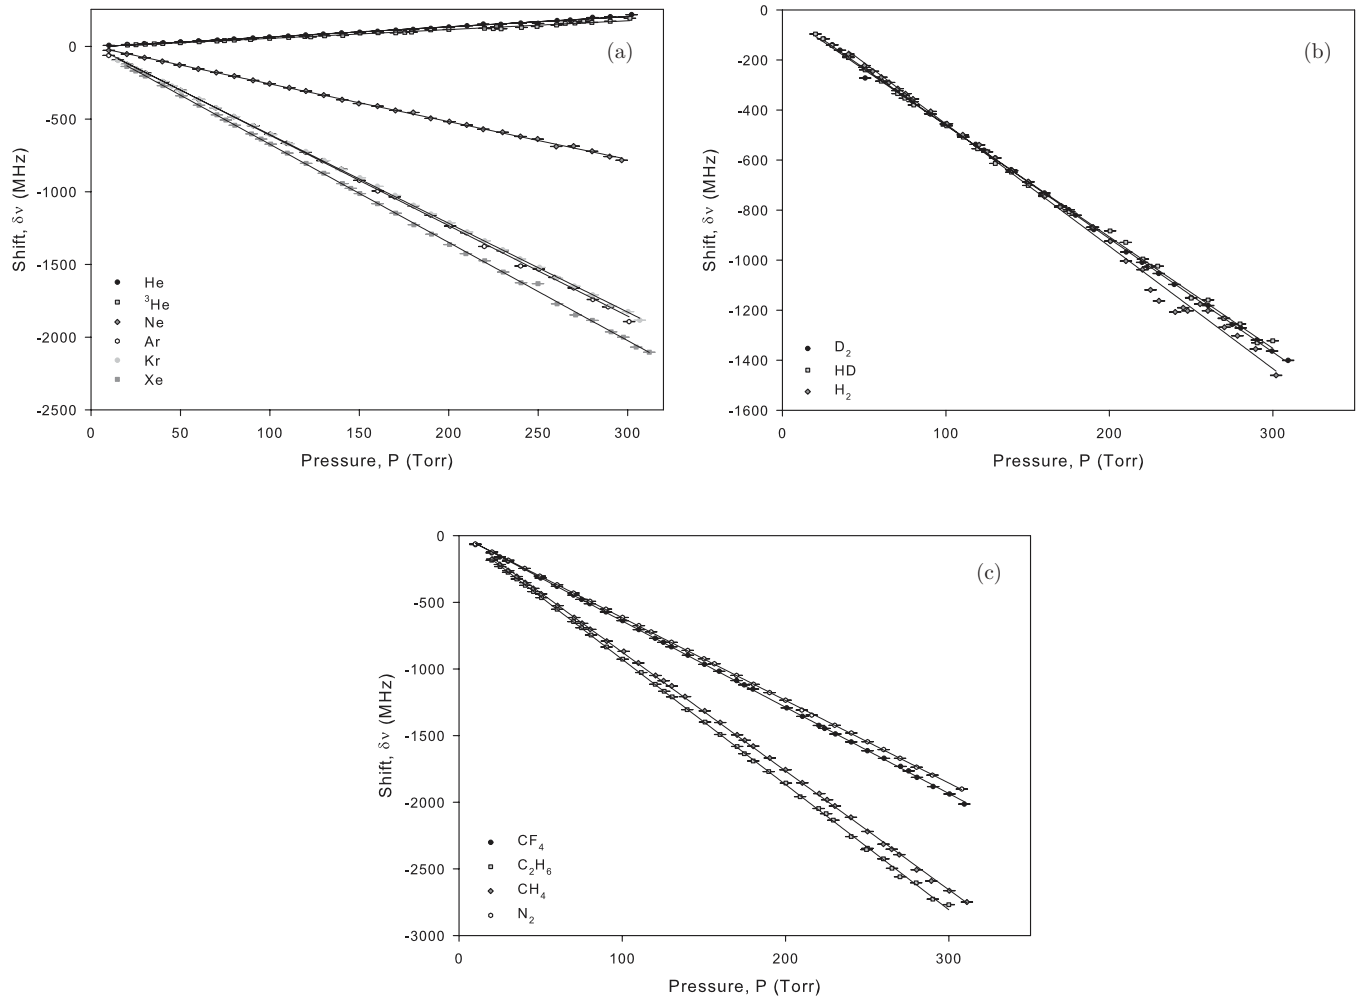 (a)
0
-500
-1000
-1500
-2000
-2500
Shift, δν (MHz)
He
³He
Ne
Ar
Kr
Xe
0 50 100 150 200 250 300
Pressure, P (Torr)
(b)
0
-200
-400
-600
-800
-1000
-1200
-1400
-1600
Shift, δν (MHz)
D₂
HD
H₂
0 100 200 300
Pressure, P (Torr)
(c)
0
-500
-1000
-1500
-2000
-2500
-3000
Shift, δν (MHz)
CF₄
C₂H₆
CH₄
N₂
0 100 200 300
Pressure, P (Torr)